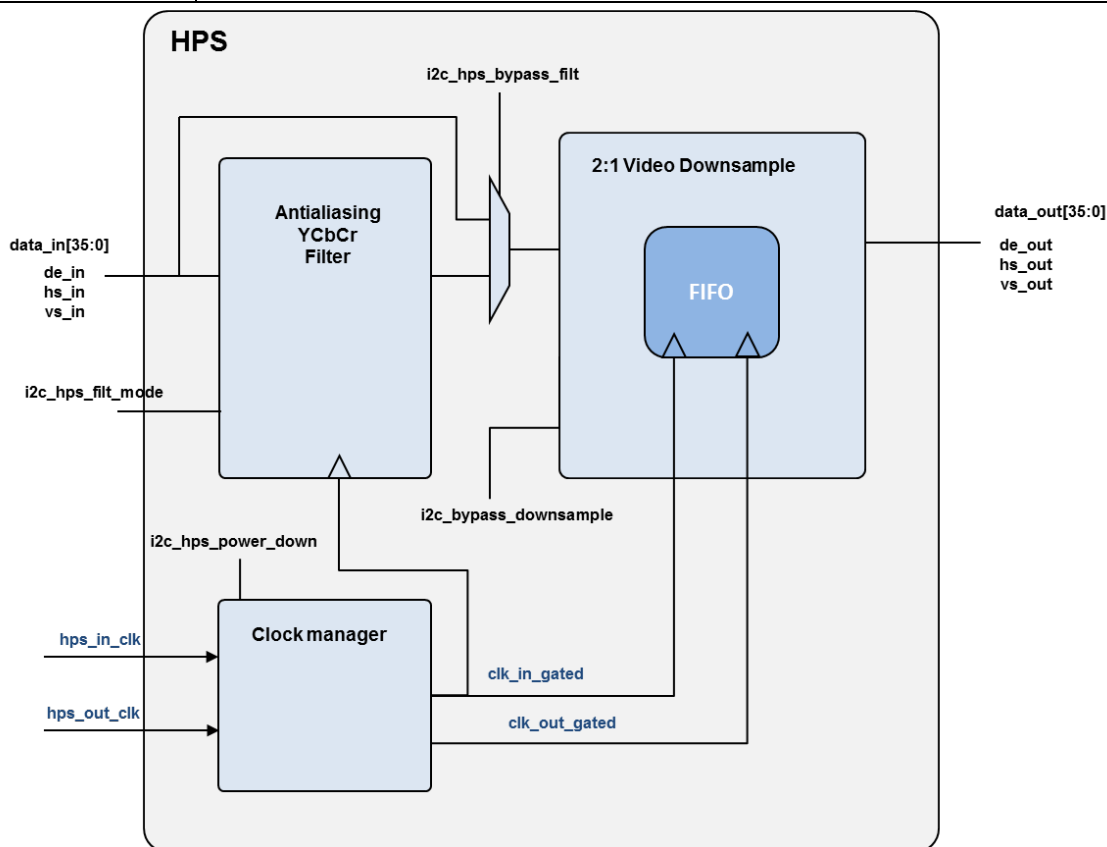 HPS
i2c_hps_bypass_filt
2:1 Video Downsample
Antialiasing
YCbCr
Filter
data_in[35:0]
de_in
hs_in
vs_in
data_out[35:0]
de_out
hs_out
vs_out
FIFO
i2c_hps_filt_mode
i2c_bypass_downsample
i2c_hps_power_down
Clock manager
hps_in_clk
hps_out_clk
clk_in_gated
clk_out_gated